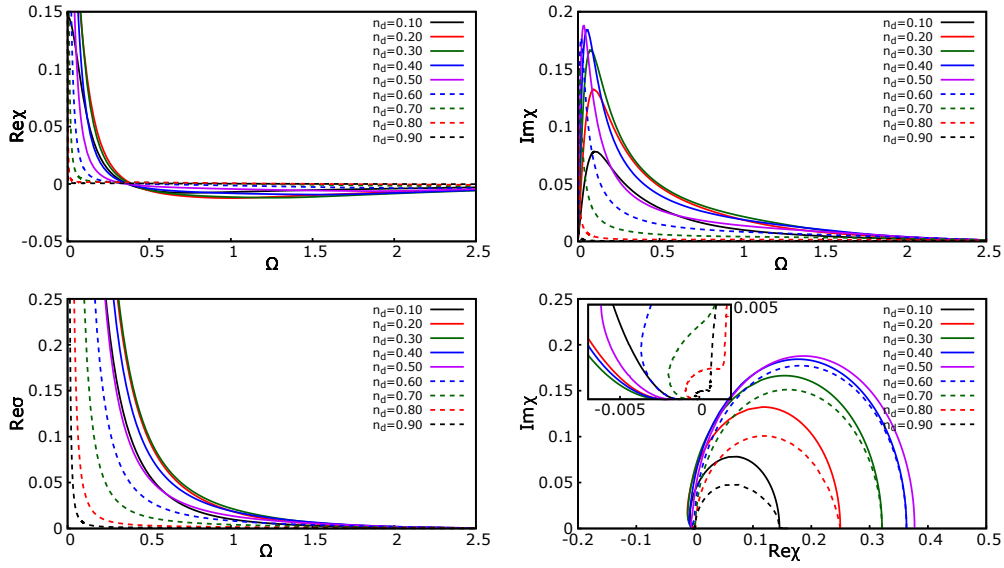 0.15
0.1
0.05
0
-0.05
Reχ
0
0.5
1
1.5
2
2.5
Ω
n_d=0.10
n_d=0.20
n_d=0.30
n_d=0.40
n_d=0.50
n_d=0.60
n_d=0.70
n_d=0.80
n_d=0.90
0.2
0.15
0.1
0.05
0
Imχ
0
0.5
1
1.5
2
2.5
Ω
n_d=0.10
n_d=0.20
n_d=0.30
n_d=0.40
n_d=0.50
n_d=0.60
n_d=0.70
n_d=0.80
n_d=0.90
0.25
0.2
0.15
0.1
0.05
0
Reσ
0
0.5
1
1.5
2
2.5
Ω
n_d=0.10
n_d=0.20
n_d=0.30
n_d=0.40
n_d=0.50
n_d=0.60
n_d=0.70
n_d=0.80
n_d=0.90
0.25
0.2
0.15
0.1
0.05
0
Imχ
-0.2
-0.1
0.0
0.1
0.2
0.3
0.4
0.5
Reχ
0.005
-0.005
0
n_d=0.10
n_d=0.20
n_d=0.30
n_d=0.40
n_d=0.50
n_d=0.60
n_d=0.70
n_d=0.80
n_d=0.90